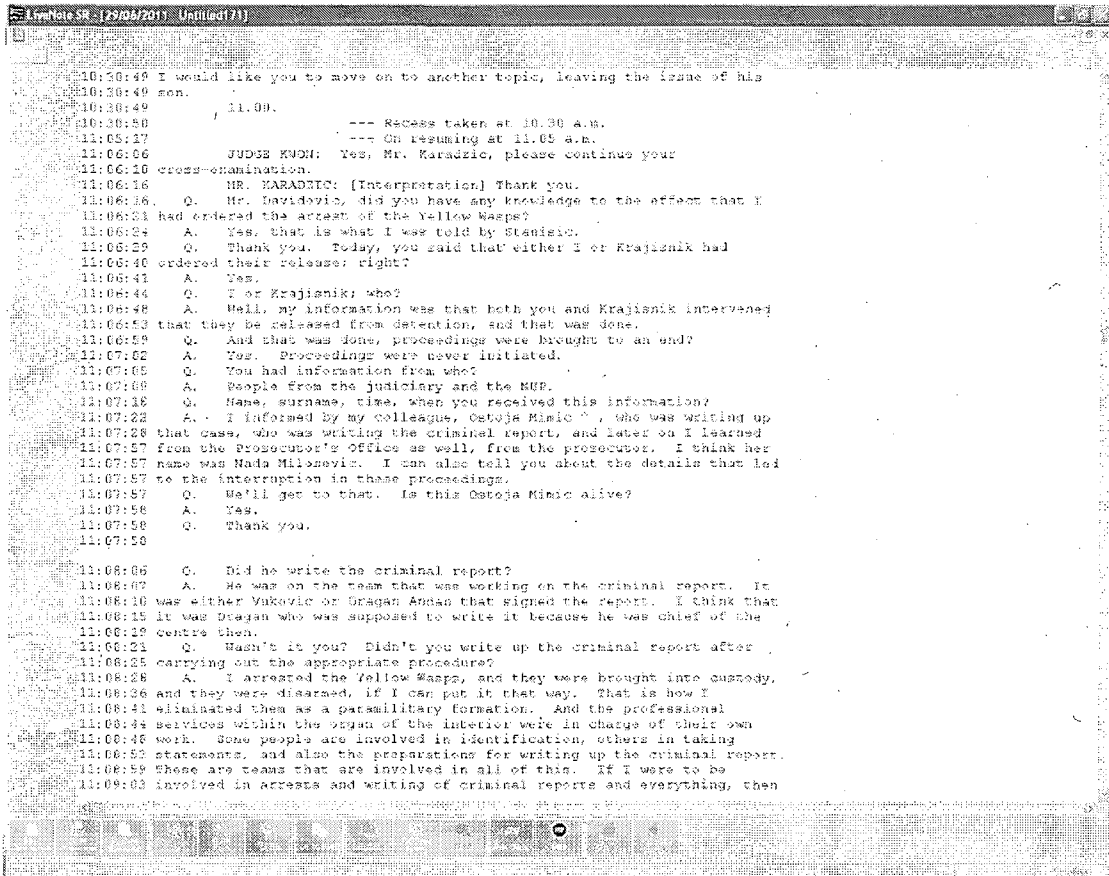 LiveNote SR - [29/06/2011 Untitled171]
10:30:49 I would like you to move on to another topic, leaving the issue of his
10:30:49 son.
10:30:49 11.00.
10:30:50 --- Recess taken at 10.30 a.m.
11:05:17 --- On resuming at 11.05 a.m.
11:06:06 JUDGE KWON: Yes, Mr. Karadzic, please continue your
11:06:10 cross-examination.
11:06:16 MR. KARADZIC: [Interpretation] Thank you.
11:06:16 Q. Mr. Davidovic, did you have any knowledge to the effect that I
11:06:21 had ordered the arrest of the Yellow Wasps?
11:06:24 A. Yes, that is what I was told by Stanisic.
11:06:29 Q. Thank you. Today, you said that either I or Krajisnik had
11:06:40 ordered their release; right?
11:06:41 A. Yes.
11:06:44 Q. I or Krajisnik; who?
11:06:48 A. Well, my information was that both you and Krajisnik intervened
11:06:53 that they be released from detention, and that was done.
11:06:59 Q. And that was done, proceedings were brought to an end?
11:07:02 A. Yes. Proceedings were never initiated.
11:07:05 Q. You had information from who?
11:07:09 A. People from the judiciary and the MUP.
11:07:18 Q. Name, surname, time, when you received this information?
11:07:22 A. I informed by my colleague, Ostoja Mimic ^ , who was writing up
11:07:28 that case, who was writing the criminal report, and later on I learned
11:07:57 from the Prosecutor's Office as well, from the prosecutor. I think her
11:07:57 name was Nada Milosevic. I can also tell you about the details that led
11:07:57 to the interruption in these proceedings.
11:07:57 Q. We'll get to that. Is this Ostoja Mimic alive?
11:07:58 A. Yes.
11:07:58 Q. Thank you.
11:07:58
11:08:06 Q. Did he write the criminal report?
11:08:07 A. He was on the team that was working on the criminal report. It
11:08:10 was either Vukovic or Dragan Andan that signed the report. I think that
11:08:15 it was Dragan who was supposed to write it because he was chief of the
11:08:19 centre then.
11:08:21 Q. Wasn't it you? Didn't you write up the criminal report after
11:08:25 carrying out the appropriate procedure?
11:08:28 A. I arrested the Yellow Wasps, and they were brought into custody,
11:08:36 and they were disarmed, if I can put it that way. That is how I
11:08:41 eliminated them as a paramilitary formation. And the professional
11:08:44 services within the organ of the interior were in charge of their own
11:08:48 work. Some people are involved in identification, others in taking
11:08:53 statements, and also the preparations for writing up the criminal report.
11:08:59 These are teams that are involved in all of this. If I were to be
11:09:03 involved in arrests and writing of criminal reports and everything, then